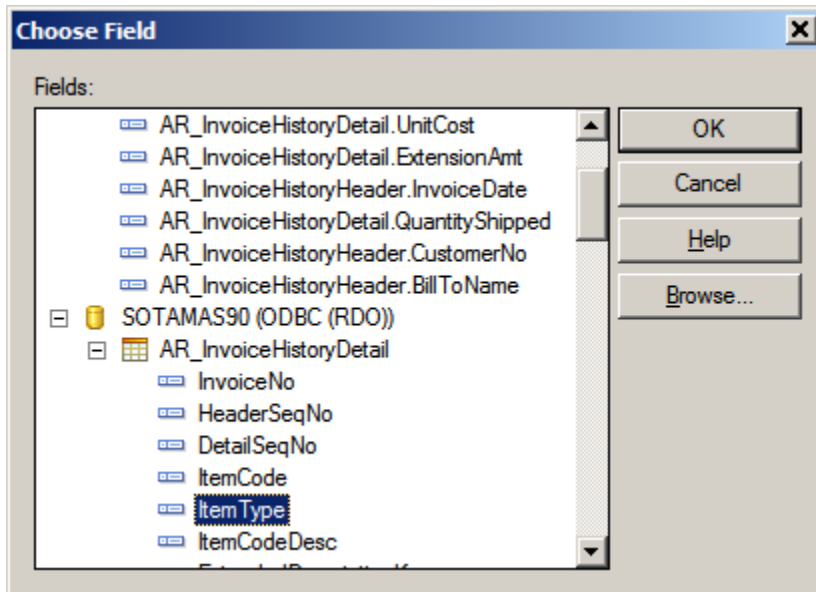 Choose Field
Fields:
AR_InvoiceHistoryDetail.UnitCost
AR_InvoiceHistoryDetail.ExtensionAmt
AR_InvoiceHistoryHeader.InvoiceDate
AR_InvoiceHistoryDetail.QuantityShipped
AR_InvoiceHistoryHeader.CustomerNo
AR_InvoiceHistoryHeader.BillToName
SOTAMAS90 (ODBC (RDO))
AR_InvoiceHistoryDetail
InvoiceNo
HeaderSeqNo
DetailSeqNo
ItemCode
ItemType
ItemCodeDesc
OK
Cancel
Help
Browse...